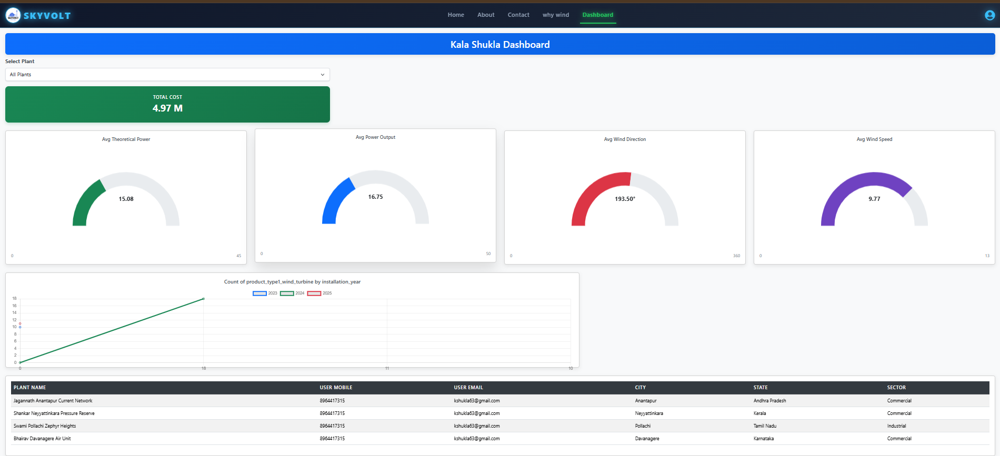 SKYVOLT
Home About Contact why wind Dashboard
Kala Shukla Dashboard
Select Plant
All Plants
TOTAL COST
4.97 M
Avg Theoretical Power
15.08
0 45
Avg Power Output
16.75
0 50
Avg Wind Direction
193.50°
0 360
Avg Wind Speed
9.77
0 13
Count of product_type1_wind_turbine by installation_year
2023 2024 2025
18
16
14
12
10
8
6
4
2
0
0 18 11 10
PLANT NAME USER MOBILE USER EMAIL CITY STATE SECTOR
Jagannath Anantapur Current Network 8964417315 kshukla63@gmail.com Anantapur Andhra Pradesh Commercial
Shankar Neyyattinkara Pressure Reserve 8964417315 kshukla63@gmail.com Neyyattinkara Kerala Commercial
Swami Pollachi Zephyr Heights 8964417315 kshukla63@gmail.com Pollachi Tamil Nadu Industrial
Bhairav Davanagere Air Unit 8964417315 kshukla63@gmail.com Davanagere Karnataka Commercial